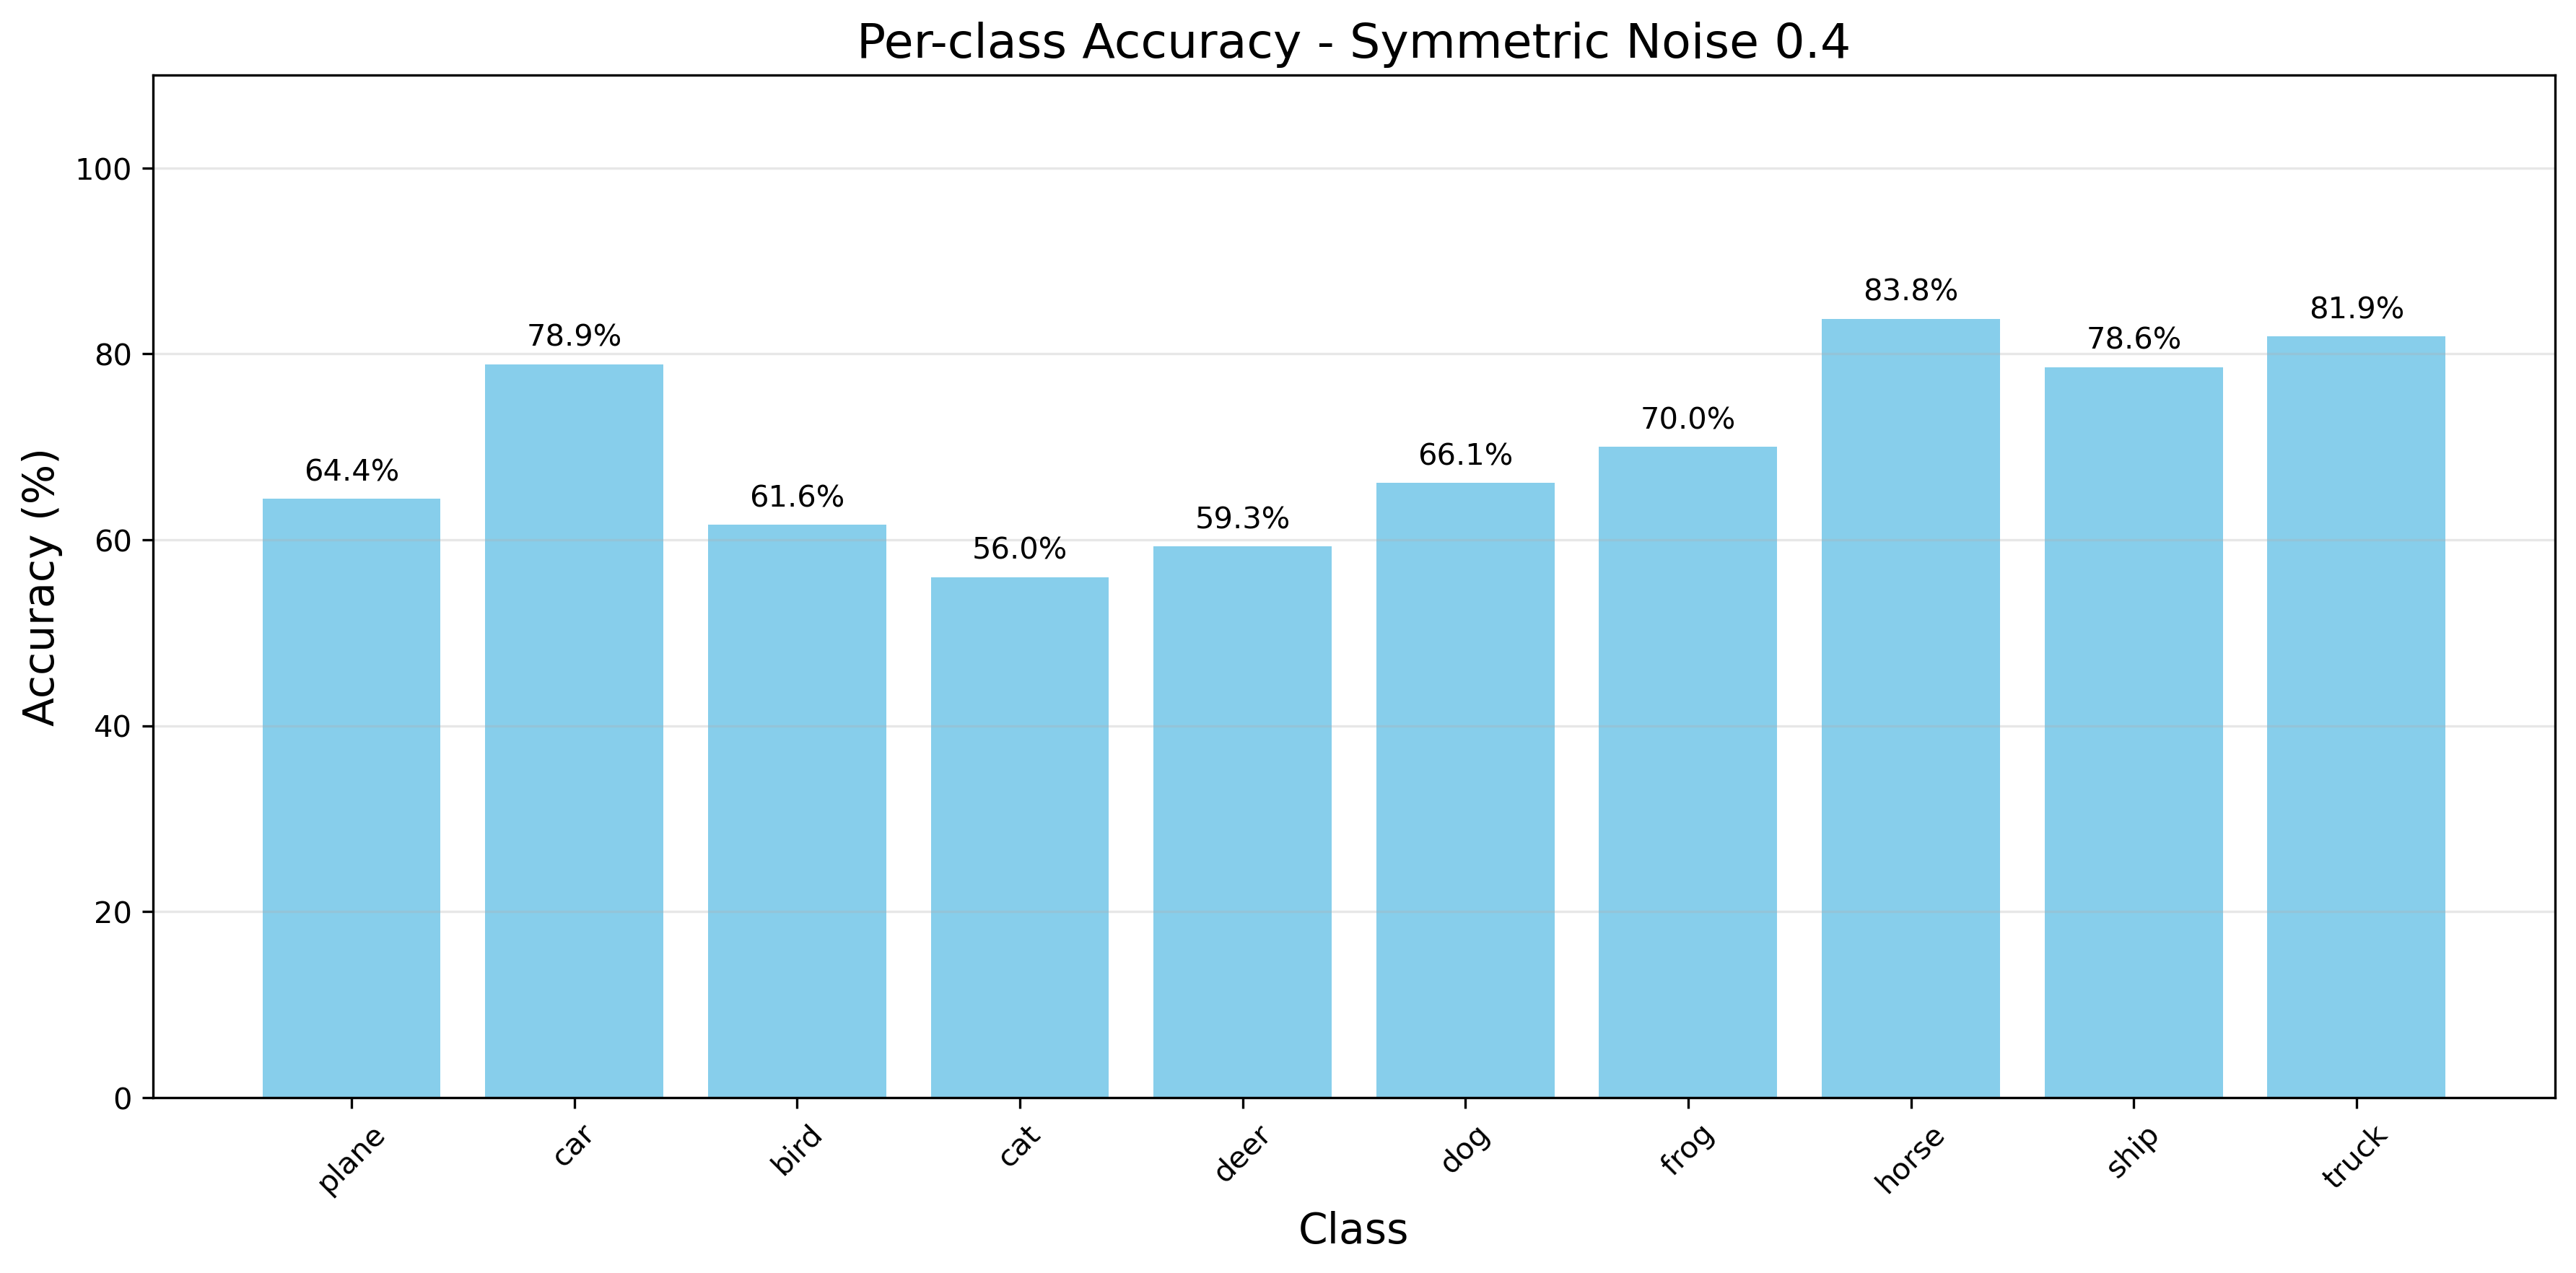 Per-class Accuracy - Symmetric Noise 0.4
Accuracy (%)
100
80
60
40
20
0
64.4%
78.9%
61.6%
56.0%
59.3%
66.1%
70.0%
83.8%
78.6%
81.9%
plane
car
bird
cat
deer
dog
frog
horse
ship
truck
Class